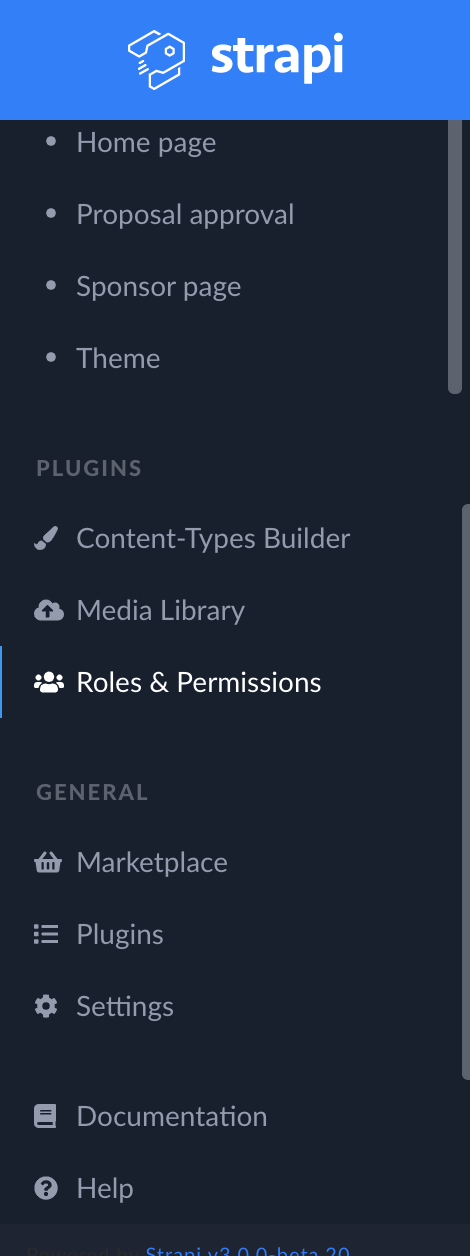 strapi
Home page
Proposal approval
Sponsor page
Theme
PLUGINS
Content-Types Builder
Media Library
Roles & Permissions
GENERAL
Marketplace
Plugins
Settings
Documentation
Help
Strapi v3.0.0-beta.20